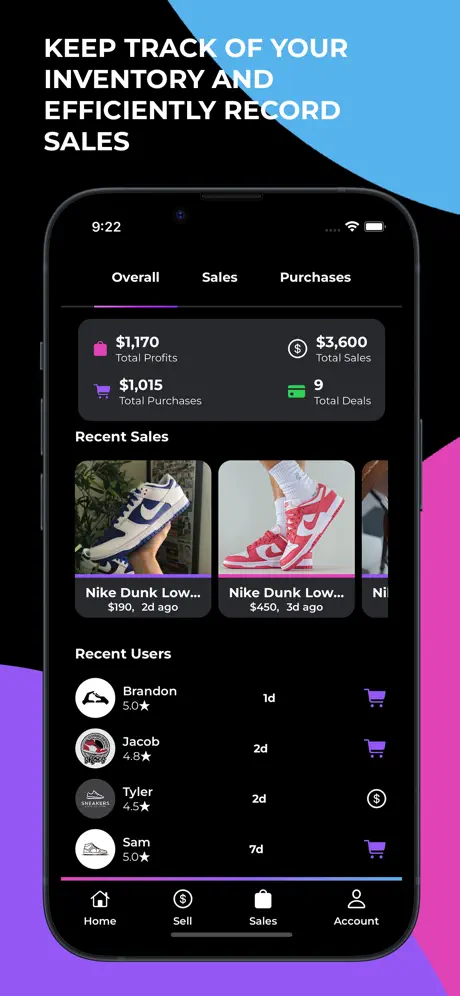 KEEP TRACK OF YOUR
INVENTORY AND
EFFICIENTLY RECORD
SALES
9:22
Overall
Sales
Purchases
$1,170
Total Profits
$3,600
Total Sales
$1,015
Total Purchases
9
Total Deals
Recent Sales
Nike Dunk Low...
$190, 2d ago
Nike Dunk Low...
$450, 3d ago
Ni
Recent Users
Brandon
5.0★
1d
Jacob
4.8★
2d
SNEAKERS
Tyler
4.5★
2d
Sam
5.0★
7d
Home
Sell
Sales
Account